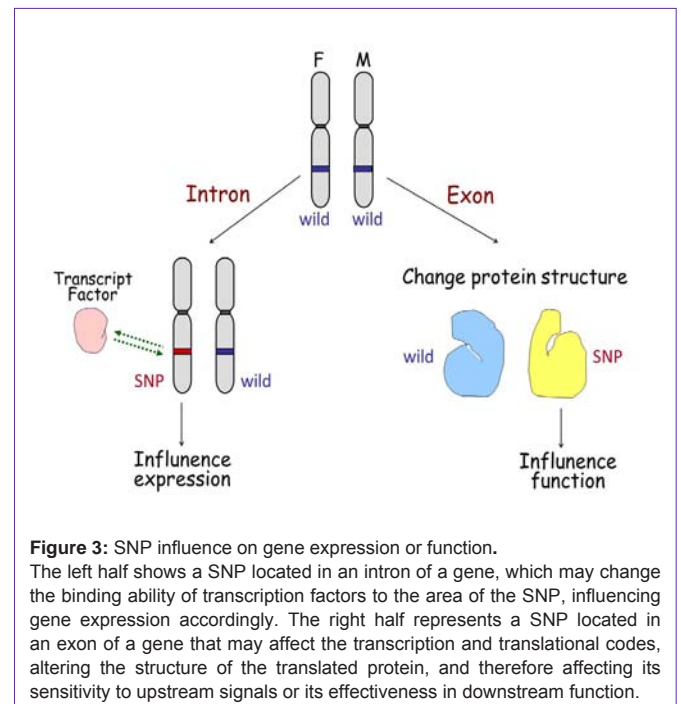 F M
wild wild
Intron Exon
Transcript
Factor
SNP wild
Influnence
expression
Change protein structure
wild SNP
Influnence
function
Figure 3: SNP influence on gene expression or function.
The left half shows a SNP located in an intron of a gene, which may change
the binding ability of transcription factors to the area of the SNP, influencing
gene expression accordingly. The right half represents a SNP located in
an exon of a gene that may affect the transcription and translational codes,
altering the structure of the translated protein, and therefore affecting its
sensitivity to upstream signals or its effectiveness in downstream function.